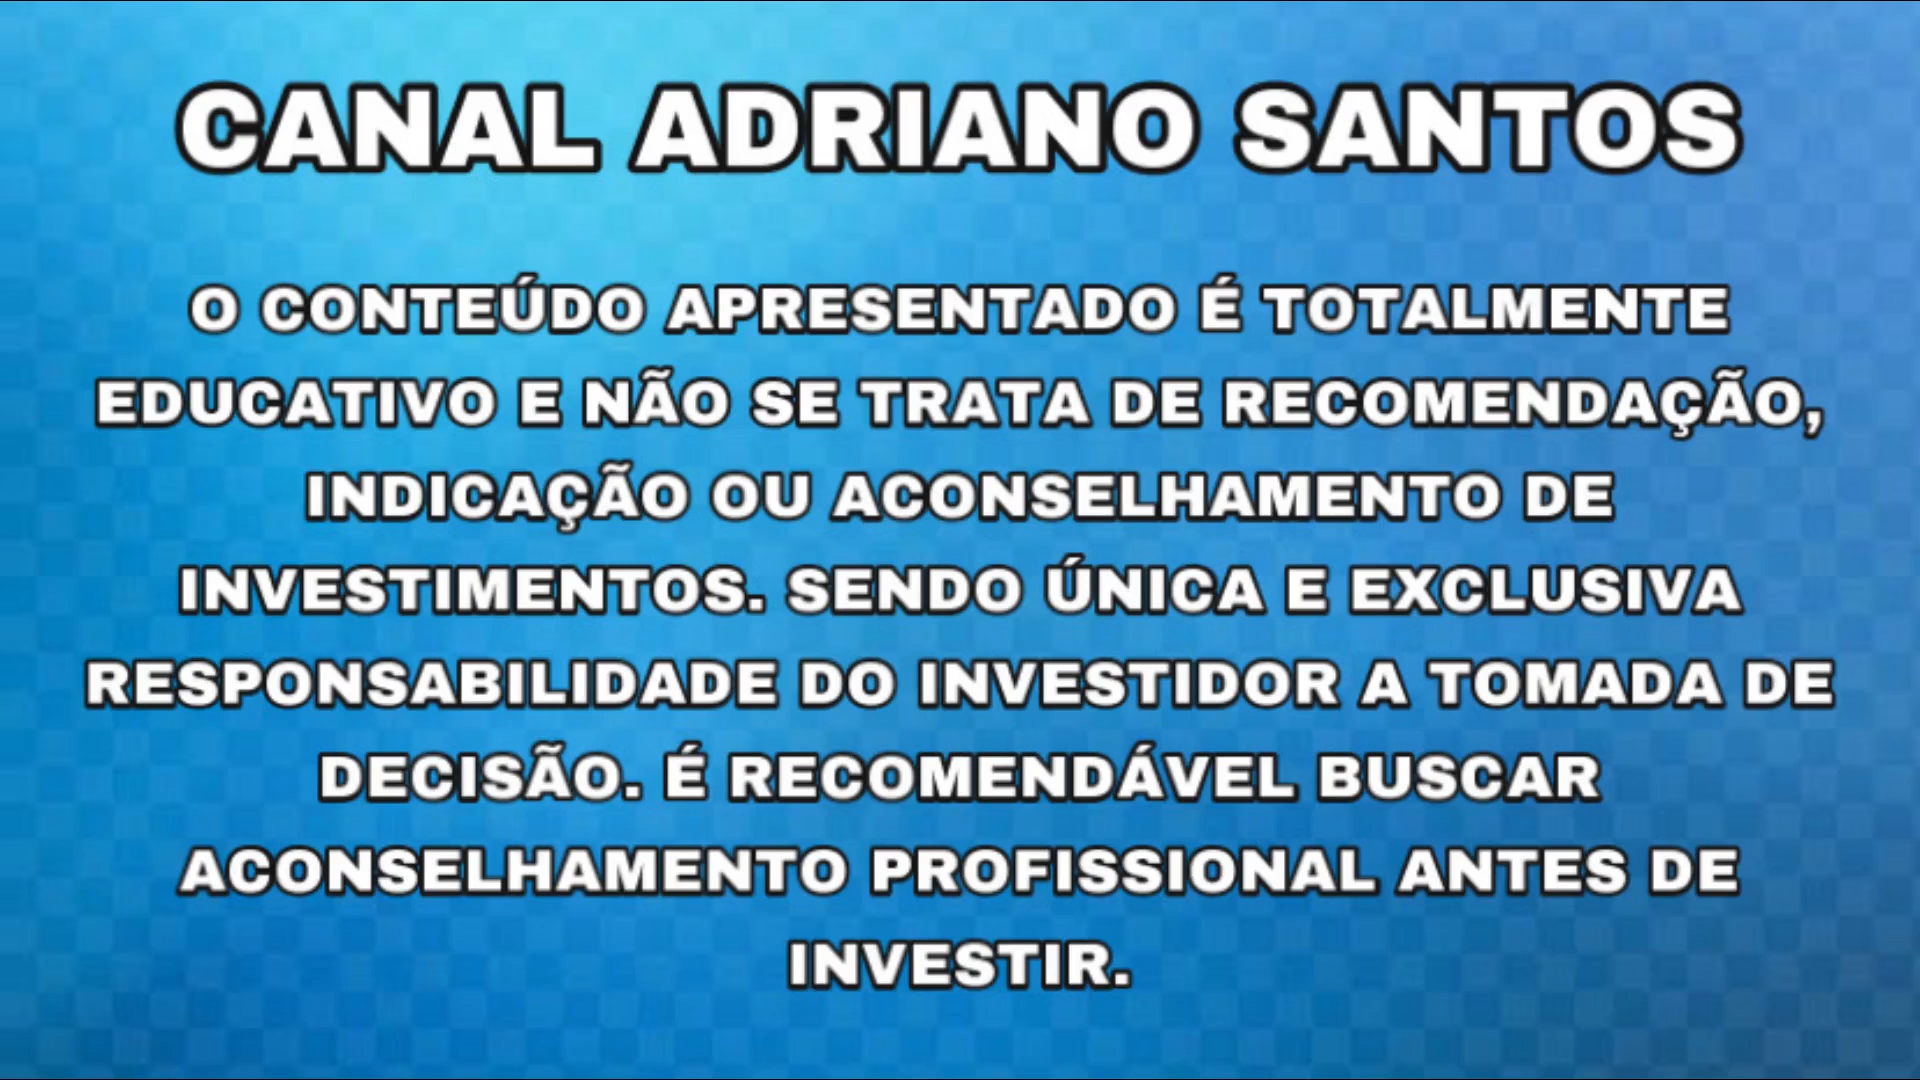 CANAL ADRIANO SANTOS
O CONTEÚDO APRESENTADO É TOTALMENTE
EDUCATIVO E NÃO SE TRATA DE RECOMENDAÇÃO,
INDICAÇÃO OU ACONSELHAMENTO DE
INVESTIMENTOS. SENDO ÚNICA E EXCLUSIVA
RESPONSABILIDADE DO INVESTIDOR A TOMADA DE
DECISÃO. É RECOMENDÁVEL BUSCAR
ACONSELHAMENTO PROFISSIONAL ANTES DE
INVESTIR.